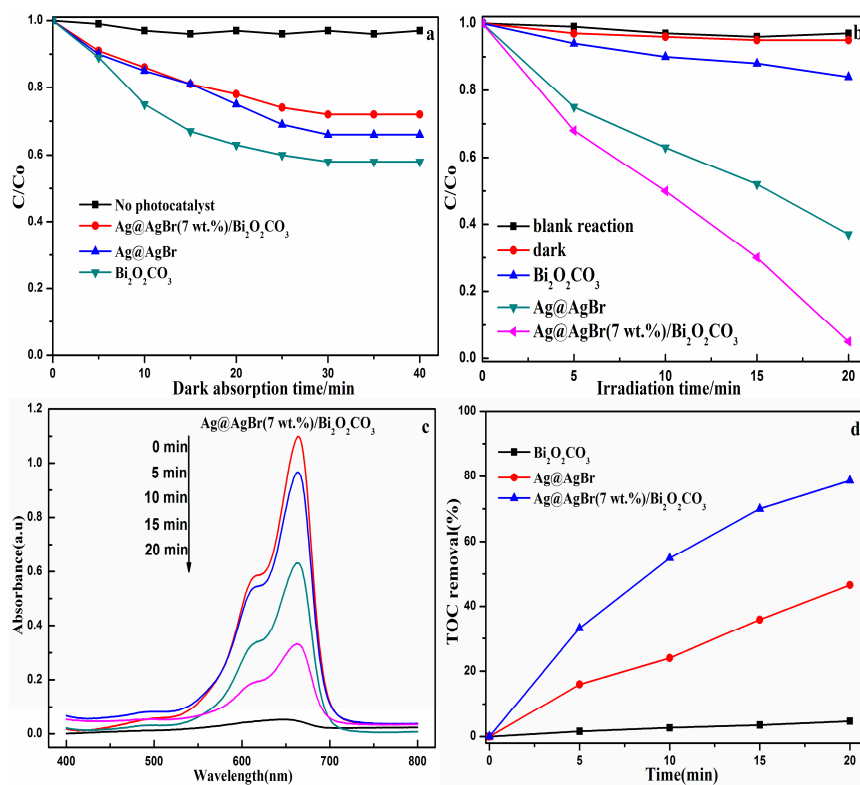 a
1.0
0.8
0.6
0.4
0.2
0.0
C/Co
No photocatalyst
Ag@AgBr(7 wt.%)/Bi₂O₂CO₃
Ag@AgBr
Bi₂O₂CO₃
0 10 20 30 40
Dark absorption time/min
b
1.0
0.8
0.6
0.4
0.2
0.0
C/Co
blank reaction
dark
Bi₂O₂CO₃
Ag@AgBr
Ag@AgBr(7 wt.%)/Bi₂O₂CO₃
0 5 10 15 20
Irradiation time/min
c
1.2
1.0
0.8
0.6
0.4
0.2
0.0
Absorbance(a.u)
Ag@AgBr(7 wt.%)/Bi₂O₂CO₃
0 min
5 min
10 min
15 min
20 min
400 500 600 700 800
Wavelength(nm)
d
100
80
60
40
20
0
TOC removal(%)
Bi₂O₂CO₃
Ag@AgBr
Ag@AgBr(7 wt.%)/Bi₂O₂CO₃
0 5 10 15 20
Time(min)